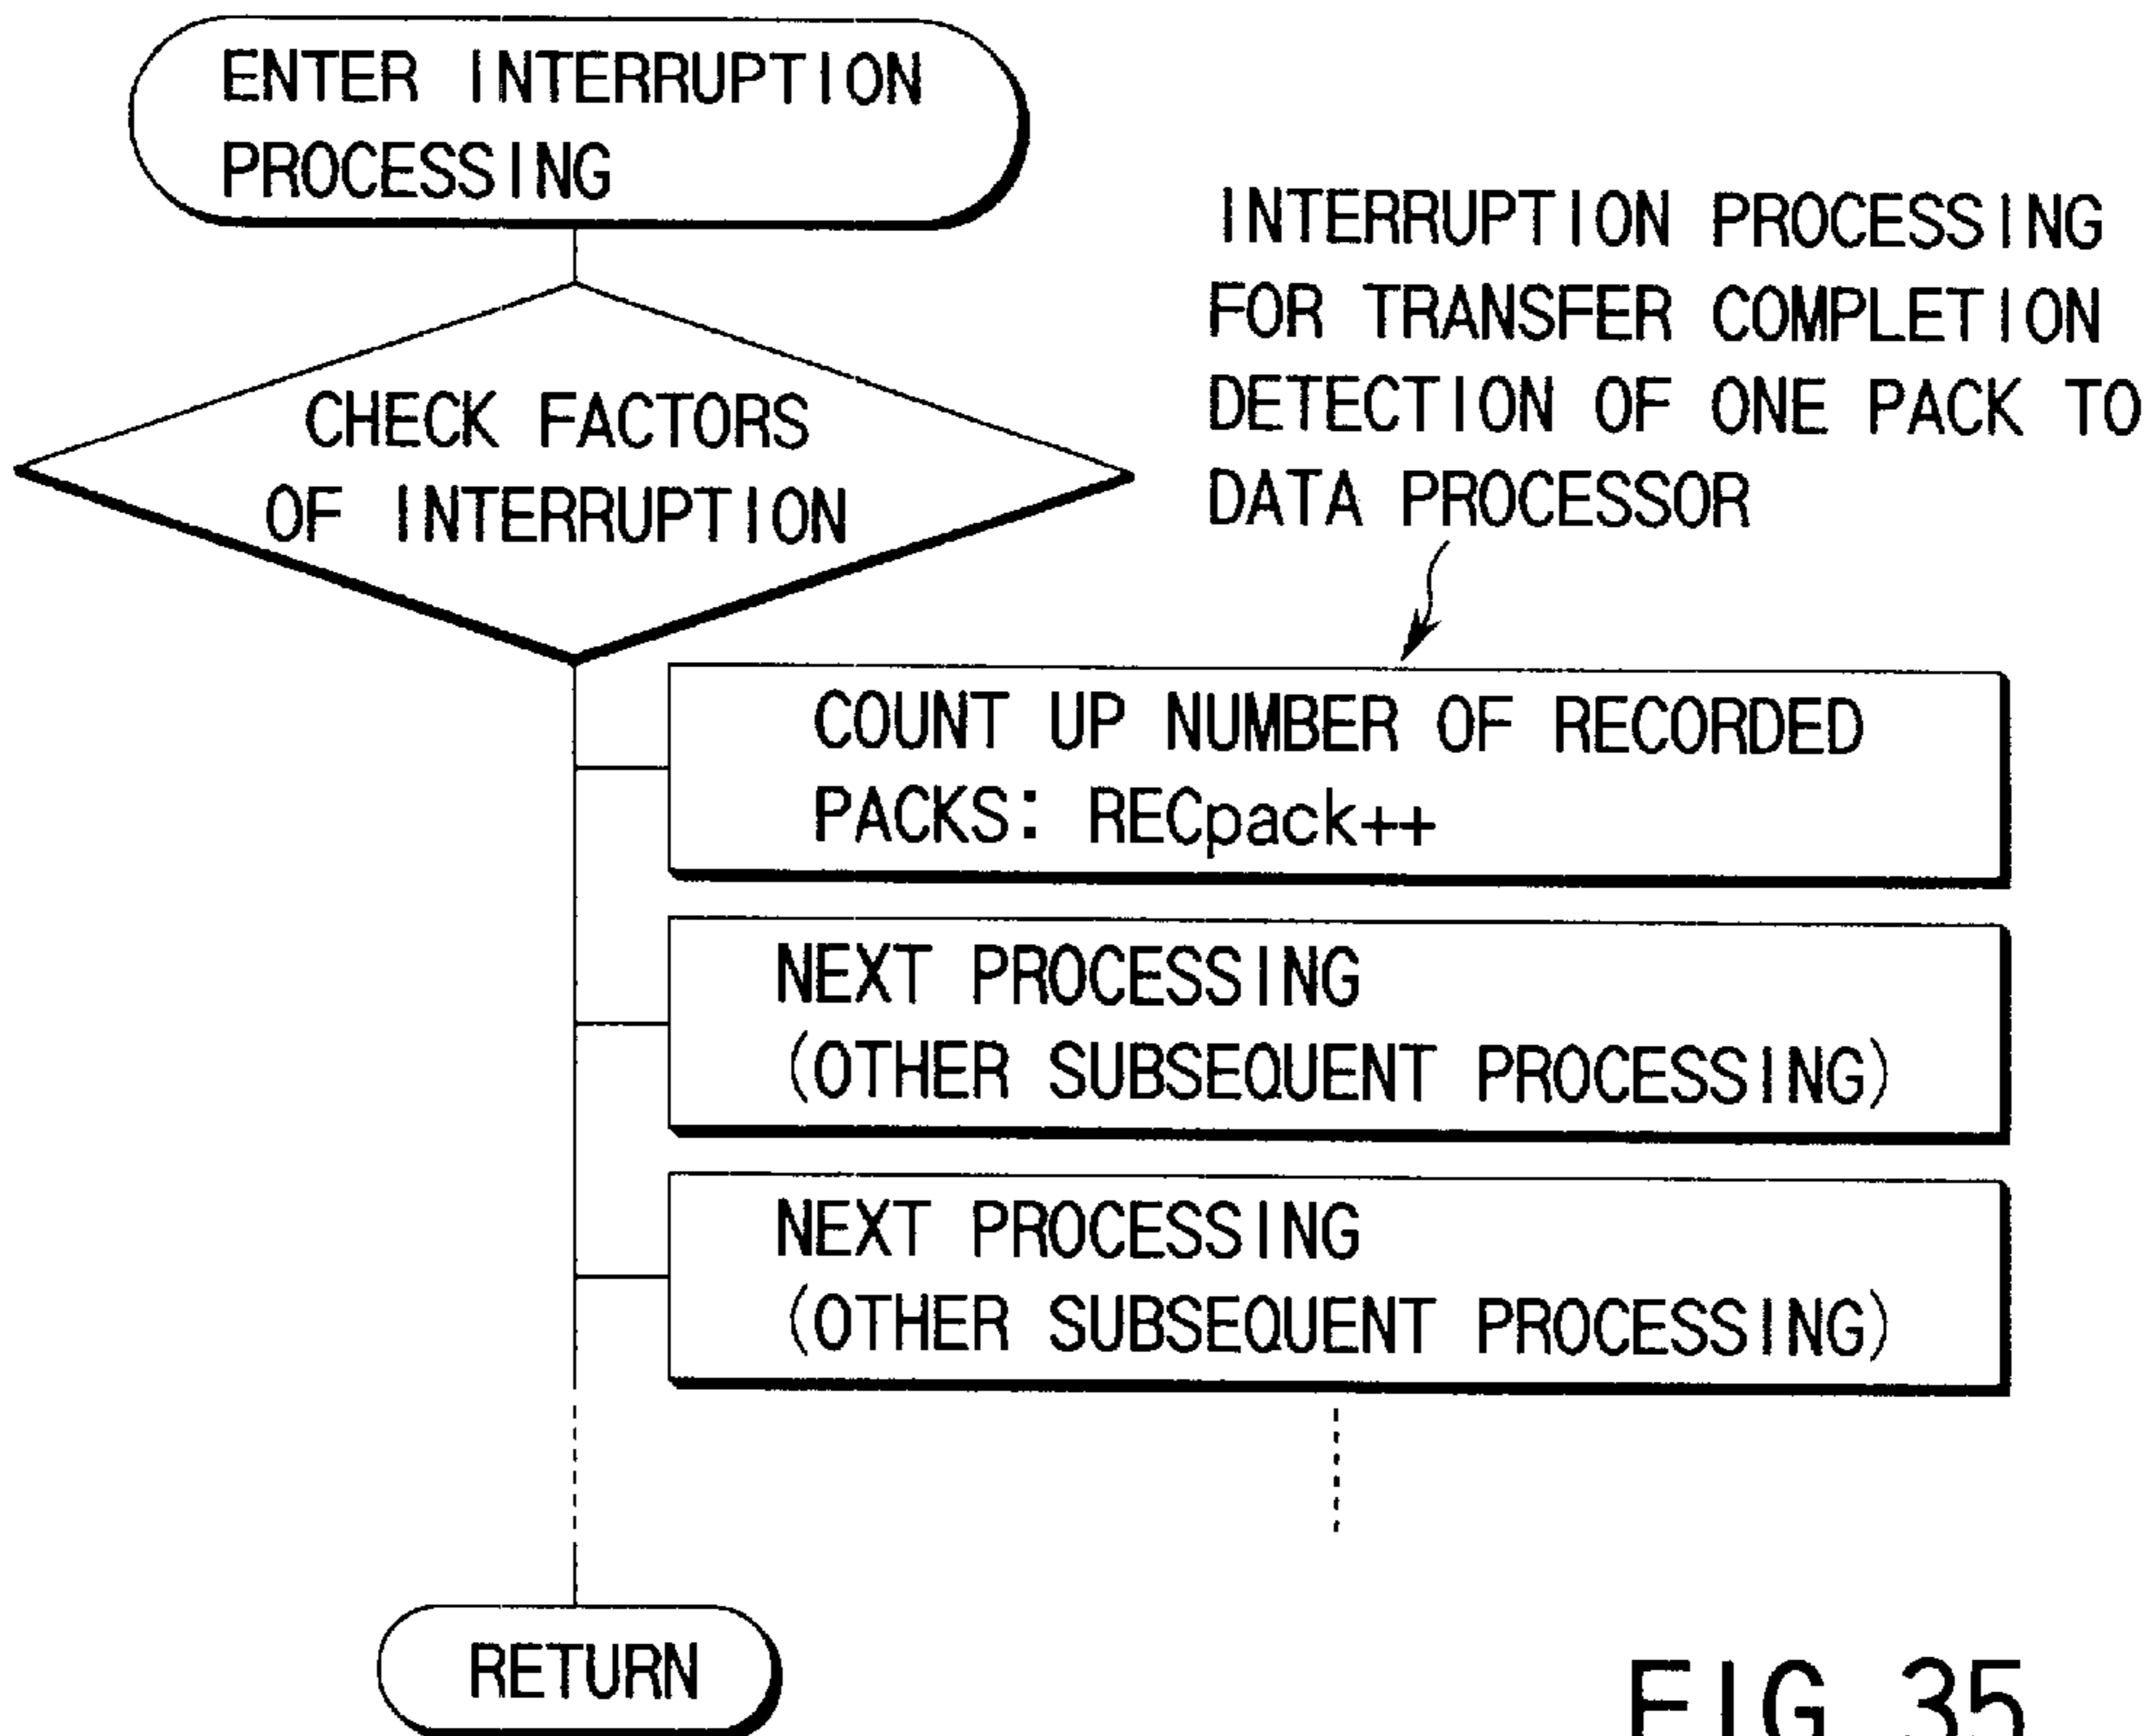 ENTER INTERRUPTION
PROCESSING
INTERRUPTION PROCESSING
FOR TRANSFER COMPLETION
DETECTION OF ONE PACK TO
DATA PROCESSOR
CHECK FACTORS
OF INTERRUPTION
COUNT UP NUMBER OF RECORDED
PACKS: RECpack++
NEXT PROCESSING
(OTHER SUBSEQUENT PROCESSING)
NEXT PROCESSING
(OTHER SUBSEQUENT PROCESSING)
RETURN
FIG. 35